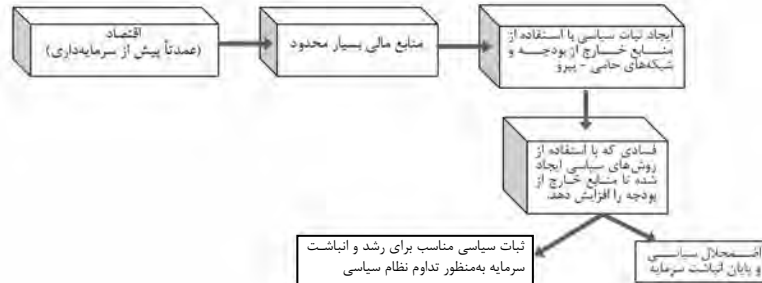 اقتصاد
(عمدتاً پیش از سرمایه‌داری)
منابع مالی بسیار محدود
ایجاد ثبات سیاسی با استفاده از
منابع خارج از بودجه و
شبکه‌های حامی - پیرو
فسادی که با استفاده از
روش‌های سیاسی ایجاد
شده تا منابع خارج از
بودجه را افزایش دهد.
ثبات سیاسی مناسب برای رشد و انباشت
سرمایه به‌منظور تداوم نظام سیاسی
اضمحلال سیاسی
و پایان انباشت سرمایه